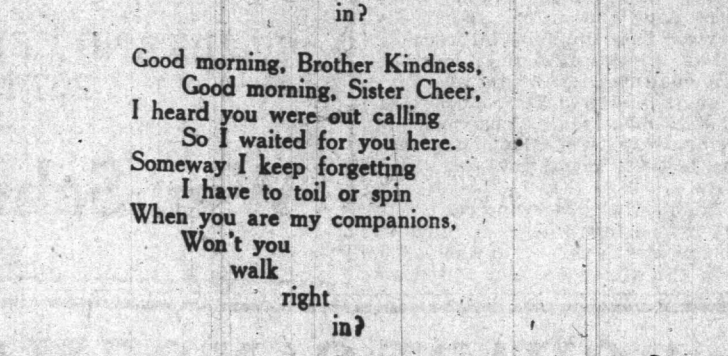 in?
Good morning, Brother Kindness,
Good morning, Sister Cheer,
I heard you were out calling
So I waited for you here.
Someway I keep forgetting
I have to toil or spin
When you are my companions,
Won't you
walk
right
in?